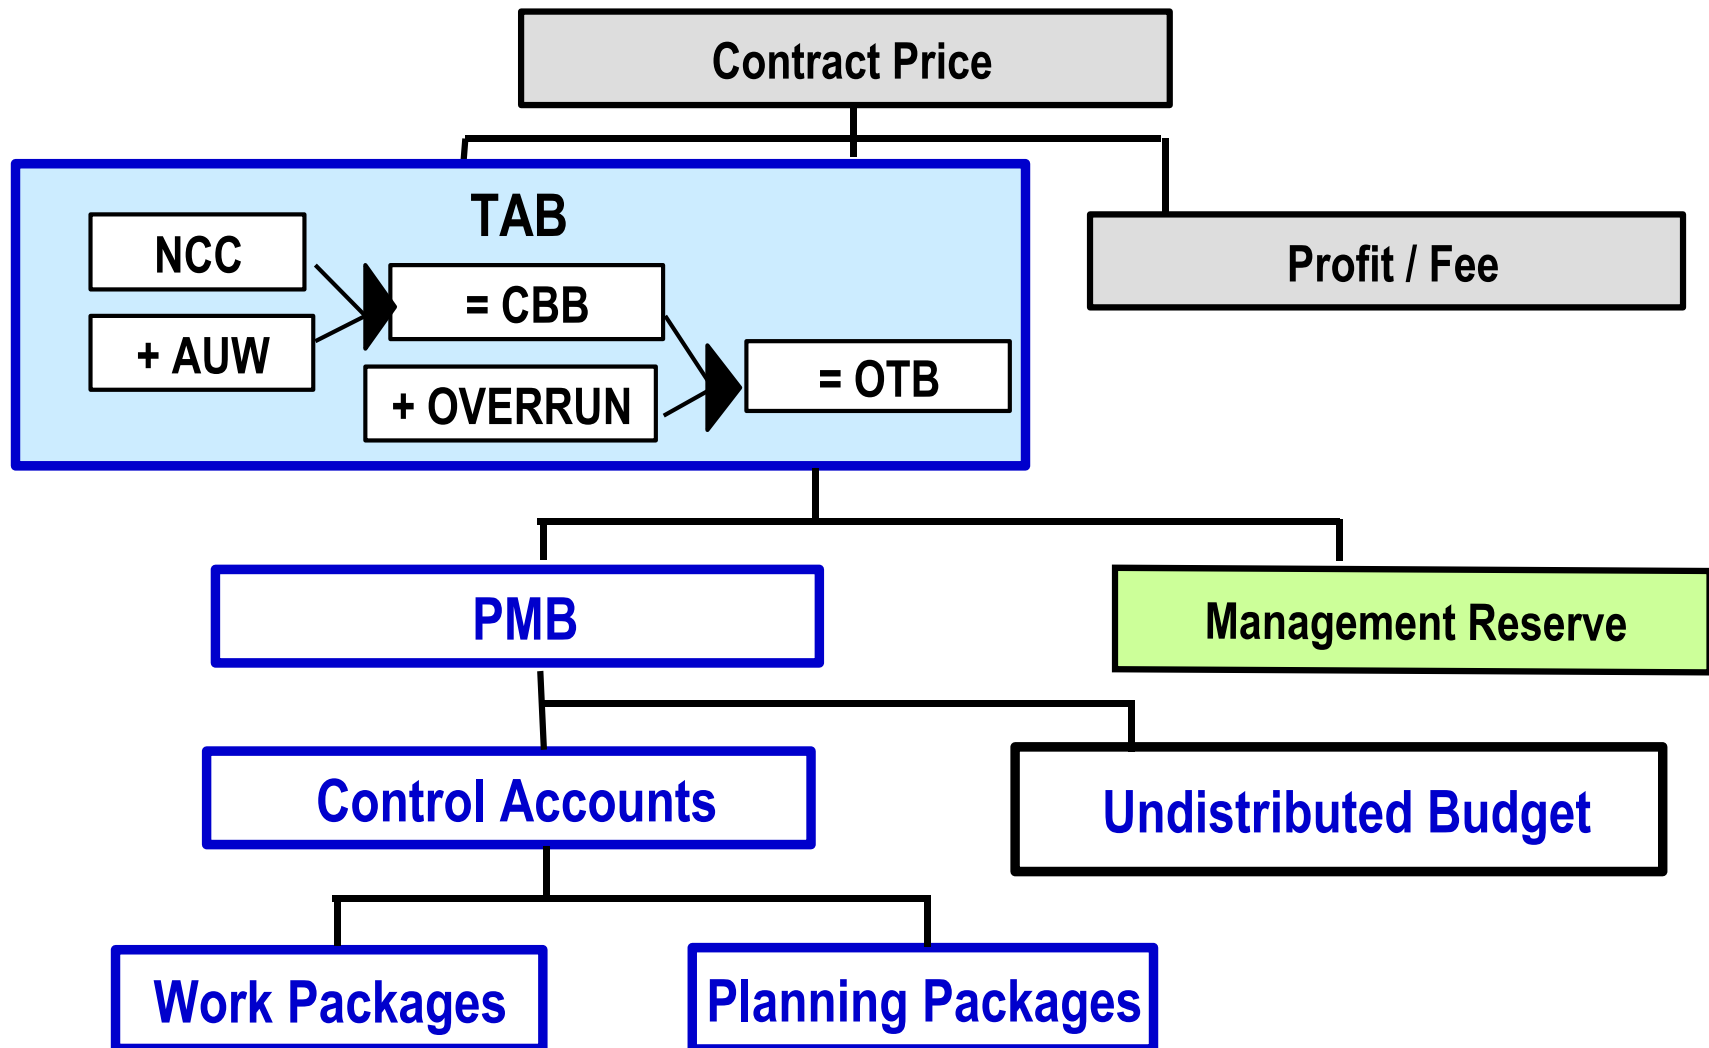 Contract Price
TAB
NCC
+ AUW
= CBB
+ OVERRUN
= OTB
Profit / Fee
PMB
Management Reserve
Control Accounts
Undistributed Budget
Work Packages
Planning Packages